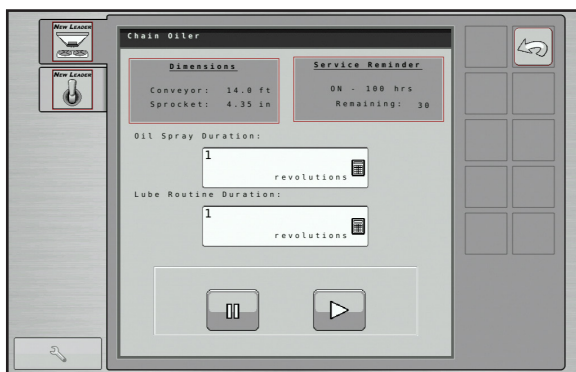 NEW LEADER
NEW LEADER
Chain Oiler
Dimensions
Conveyor: 14.0 ft
Sprocket: 4.35 in
Service Reminder
ON - 100 hrs
Remaining: 30
Oil Spray Duration:
1
revolutions
Lube Routine Duration:
1
revolutions